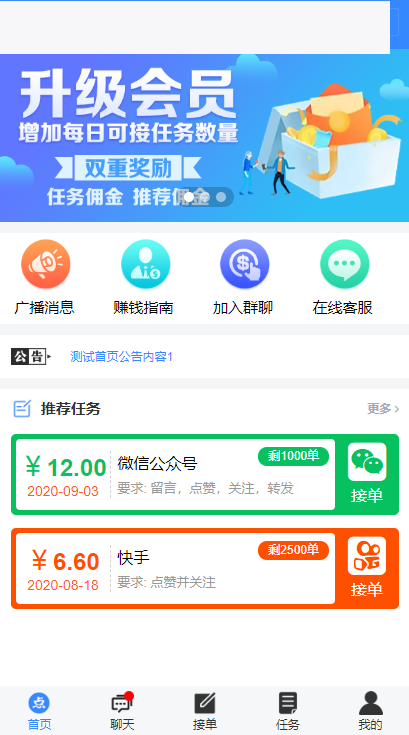 升级会员
增加每日可接任务数量
双重奖励
任务佣金 推荐佣金
广播消息
赚钱指南
加入群聊
在线客服
公告
测试首页公告内容1
推荐任务
更多
￥12.00
2020-09-03
微信公众号
剩1000单
要求: 留言，点赞，关注，转发
接单
￥6.60
2020-08-18
快手
剩2500单
要求: 点赞并关注
接单
点
首页
聊天
接单
任务
我的